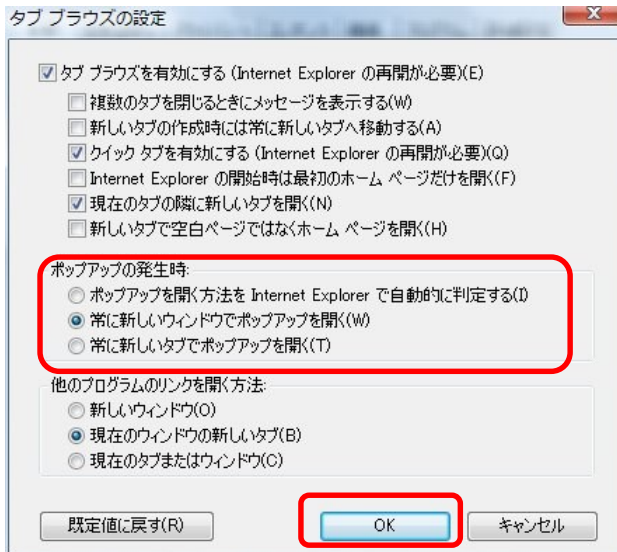 タブ ブラウズの設定
タブ ブラウズを有効にする (Internet Explorer の再開が必要)(E)
複数のタブを閉じるときにメッセージを表示する(W)
新しいタブの作成時には常に新しいタブへ移動する(A)
クイック タブを有効にする (Internet Explorer の再開が必要)(Q)
Internet Explorer の開始時は最初のホーム ページだけを開く(F)
現在のタブの隣に新しいタブを開く(N)
新しいタブで空白ページではなくホーム ページを開く(H)
ポップアップの発生時:
ポップアップを開く方法を Internet Explorer で自動的に判定する(I)
常に新しいウィンドウでポップアップを開く(W)
常に新しいタブでポップアップを開く(T)
他のプログラムのリンクを開く方法:
新しいウィンドウ(O)
現在のウィンドウの新しいタブ(B)
現在のタブまたはウィンドウ(C)
既定値に戻す(R) OK キャンセル